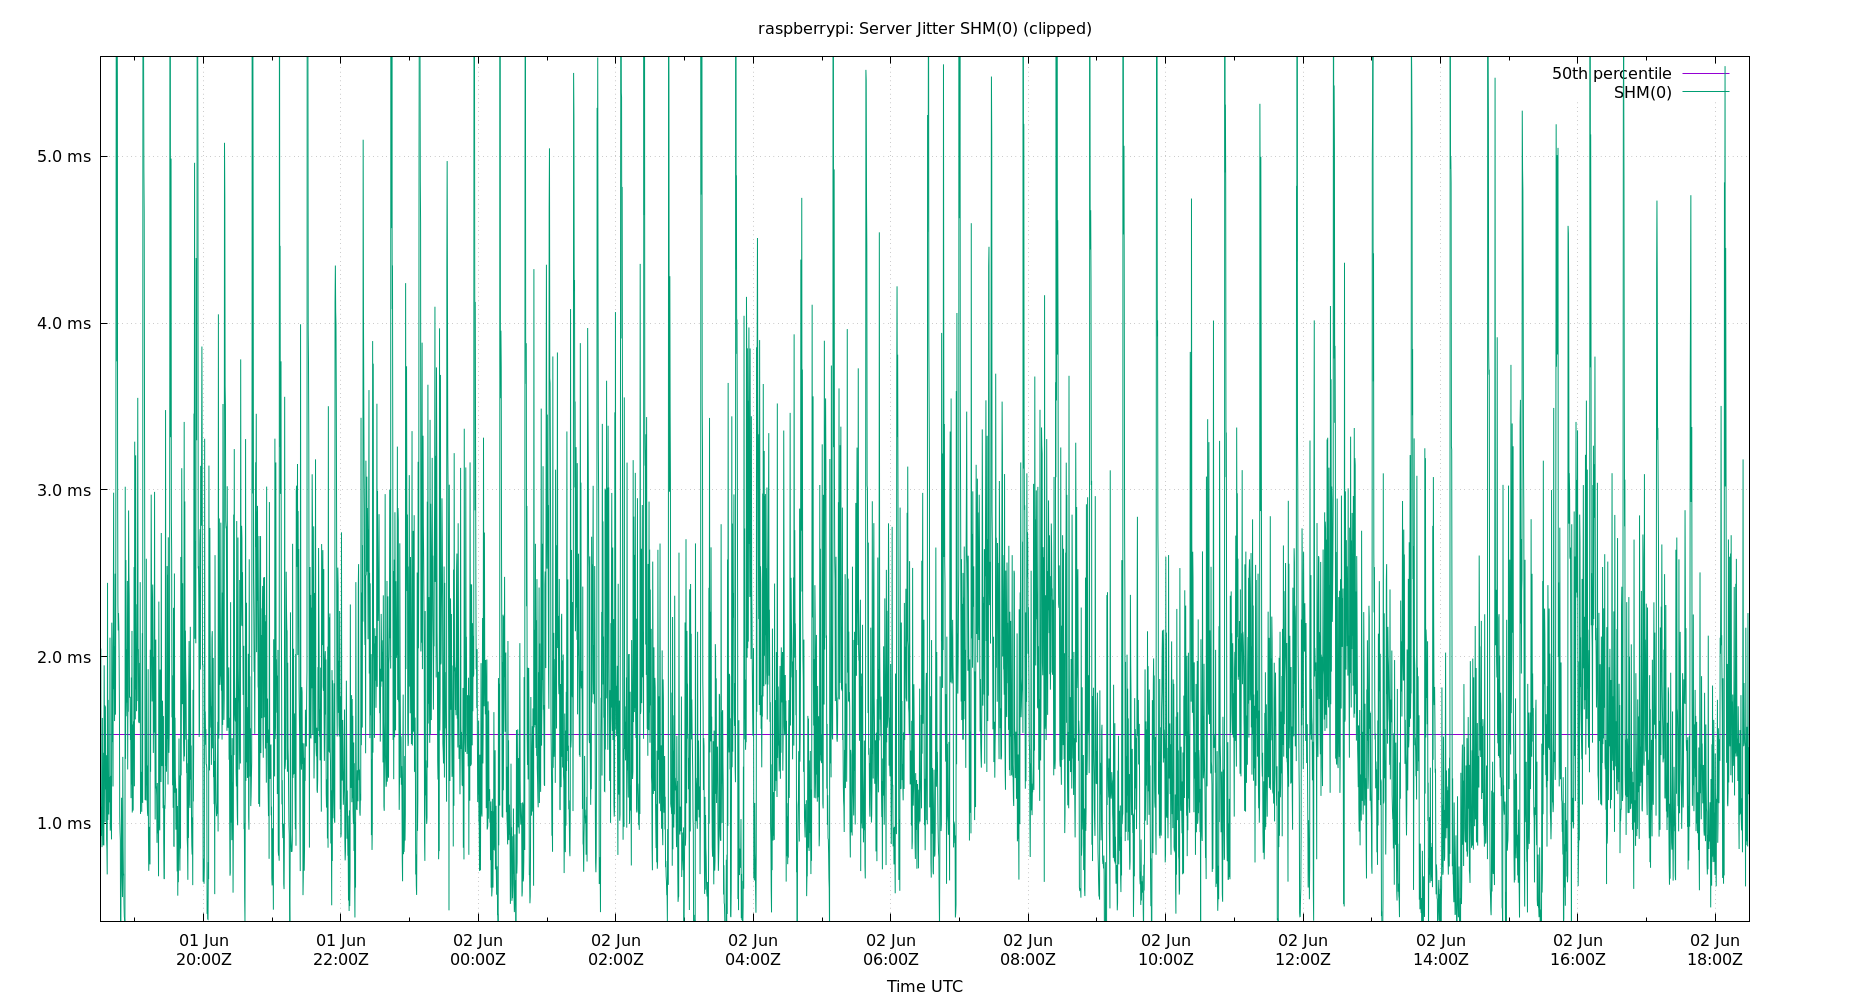 raspberrypi: Server Jitter SHM(0) (clipped)
50th percentile
SHM(0)
5.0 ms
4.0 ms
3.0 ms
2.0 ms
1.0 ms
01 Jun 01 Jun 02 Jun 02 Jun 02 Jun 02 Jun 02 Jun 02 Jun 02 Jun 02 Jun 02 Jun 02 Jun
20:00Z 22:00Z 00:00Z 02:00Z 04:00Z 06:00Z 08:00Z 10:00Z 12:00Z 14:00Z 16:00Z 18:00Z
Time UTC